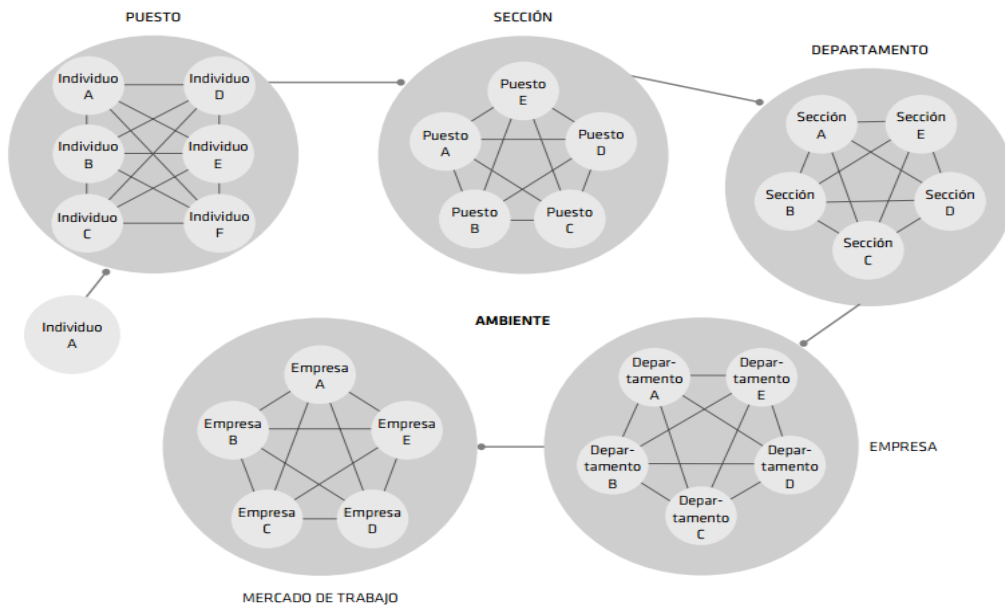 PUESTO
Individuo
A
Individuo
D
Individuo
B
Individuo
E
Individuo
C
Individuo
F
Individuo
A
SECCIÓN
Puesto
E
Puesto
A
Puesto
D
Puesto
B
Puesto
C
DEPARTAMENTO
Sección
A
Sección
E
Sección
B
Sección
D
Sección
C
AMBIENTE
Empresa
A
Empresa
B
Empresa
E
Empresa
C
Empresa
D
MERCADO DE TRABAJO
Depar-
tamento
A
Depar-
tamento
E
Depar-
tamento
B
Depar-
tamento
D
Depar-
tamento
C
EMPRESA